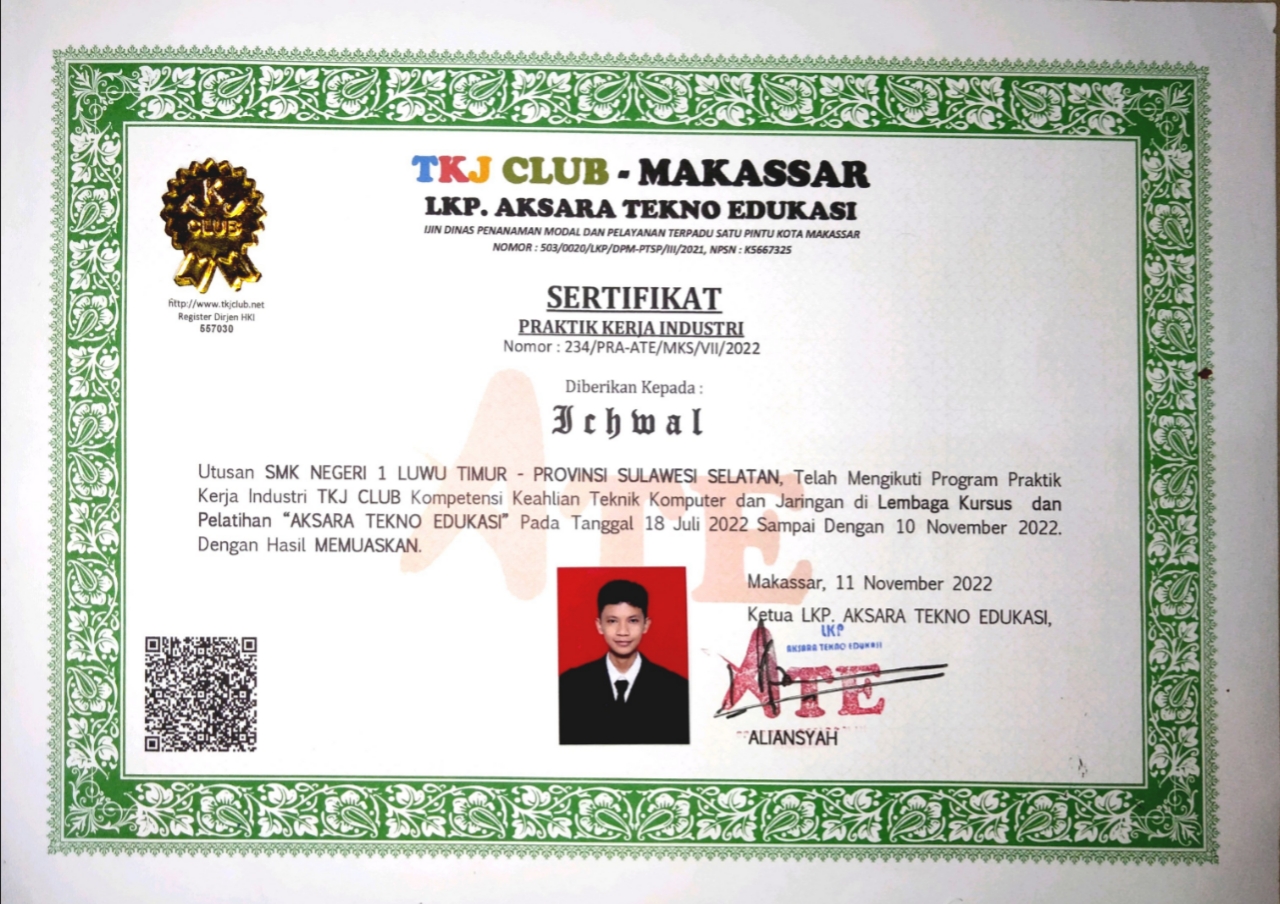 TKJ CLUB - MAKASSAR
LKP. AKSARA TEKNO EDUKASI
IJIN DINAS PENANAMAN MODAL DAN PELAYANAN TERPADU SATU PINTU KOTA MAKASSAR
NOMOR : 503/0020/LKP/DPM-PTSP/III/2021, NPSN : K5667325
CLUB
http://www.tkjclub.net
Register Dirjen HKI
557030
SERTIFIKAT
PRAKTIK KERJA INDUSTRI
Nomor : 234/PRA-ATE/MKS/VII/2022
Diberikan Kepada :
Ichwal
Utusan SMK NEGERI 1 LUWU TIMUR - PROVINSI SULAWESI SELATAN, Telah Mengikuti Program Praktik
Kerja Industri TKJ CLUB Kompetensi Keahlian Teknik Komputer dan Jaringan di Lembaga Kursus dan
Pelatihan “AKSARA TEKNO EDUKASI” Pada Tanggal 18 Juli 2022 Sampai Dengan 10 November 2022.
Dengan Hasil MEMUASKAN.
ATE
Makassar, 11 November 2022
Ketua LKP. AKSARA TEKNO EDUKASI,
LKP
AKSARA TEKNO EDUKASI
ATE
ALIANSYAH